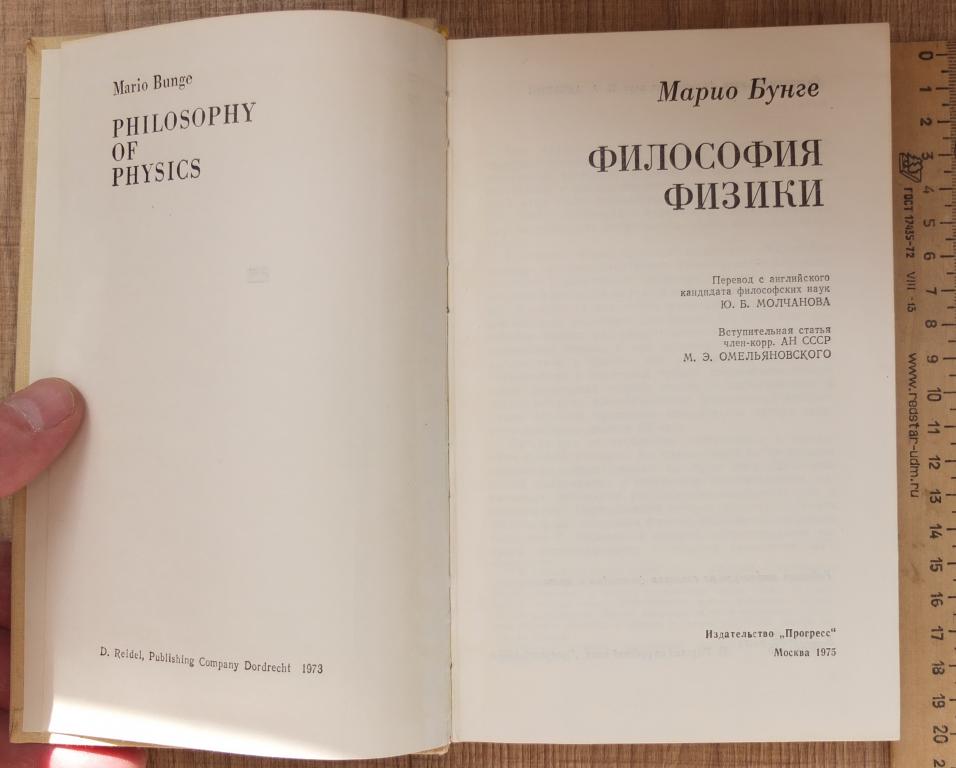 Mario Bunge
PHILOSOPHY
OF
PHYSICS
D. Reidel, Publishing Company Dordrecht 1973
Марио Бунге
ФИЛОСОФИЯ
ФИЗИКИ
Перевод с английского
кандидата философских наук
Ю. Б. МОЛЧАНОВА
Вступительная статья
член-корр. АН СССР
М. Э. ОМЕЛЬЯНОВСКОГО
Издательство „Прогресс“
Москва 1975
0
1
2
3
4
5
6
7
8
9
10
11
12
13
14
15
16
17
18
19
20
2
ГОСТ 17435-72 VIII -13
www.redstar-udm.ru